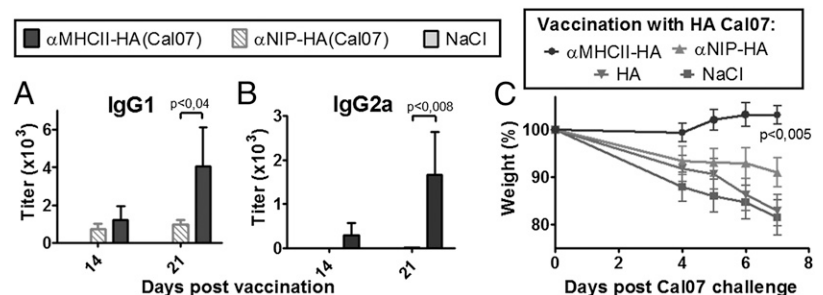 αMHCII-HA(Cal07) αNIP-HA(Cal07) NaCl
A IgG1
p<0,04
Titer (x10³)
6
4
2
0
14 21
B IgG2a
p<0,008
Titer (x10³)
3
2
1
0
14 21
Days post vaccination
Vaccination with HA Cal07:
αMHCII-HA αNIP-HA
HA NaCl
C
p<0,005
Weight (%)
100
90
80
0 2 4 6 8
Days post Cal07 challenge